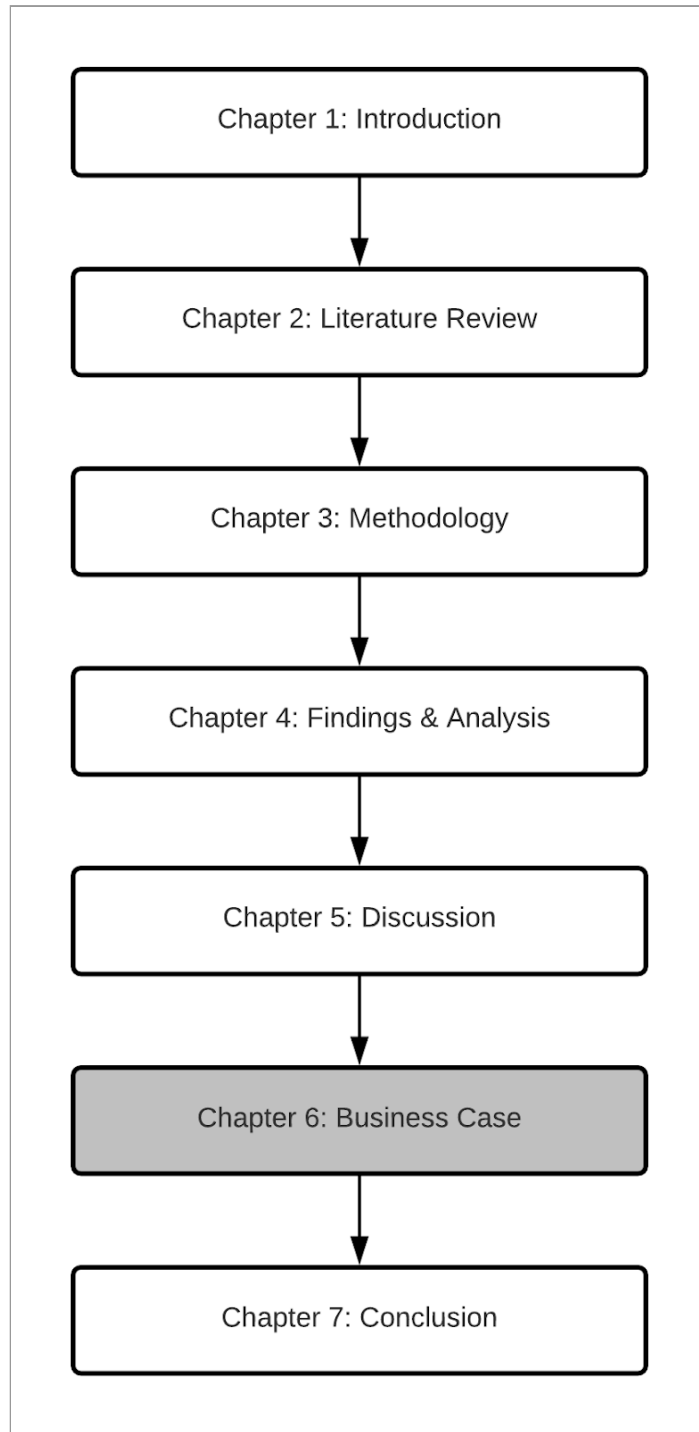 Chapter 1: Introduction
Chapter 2: Literature Review
Chapter 3: Methodology
Chapter 4: Findings & Analysis
Chapter 5: Discussion
Chapter 6: Business Case
Chapter 7: Conclusion